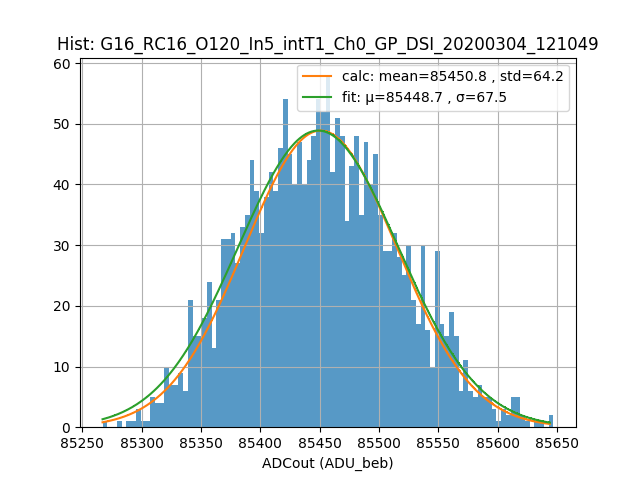 Hist: G16_RC16_O120_In5_intT1_Ch0_GP_DSI_20200304_121049
calc: mean=85450.8 , std=64.2
fit: μ=85448.7 , σ=67.5
60
50
40
30
20
10
0
85250 85300 85350 85400 85450 85500 85550 85600 85650
ADCout (ADU_beb)